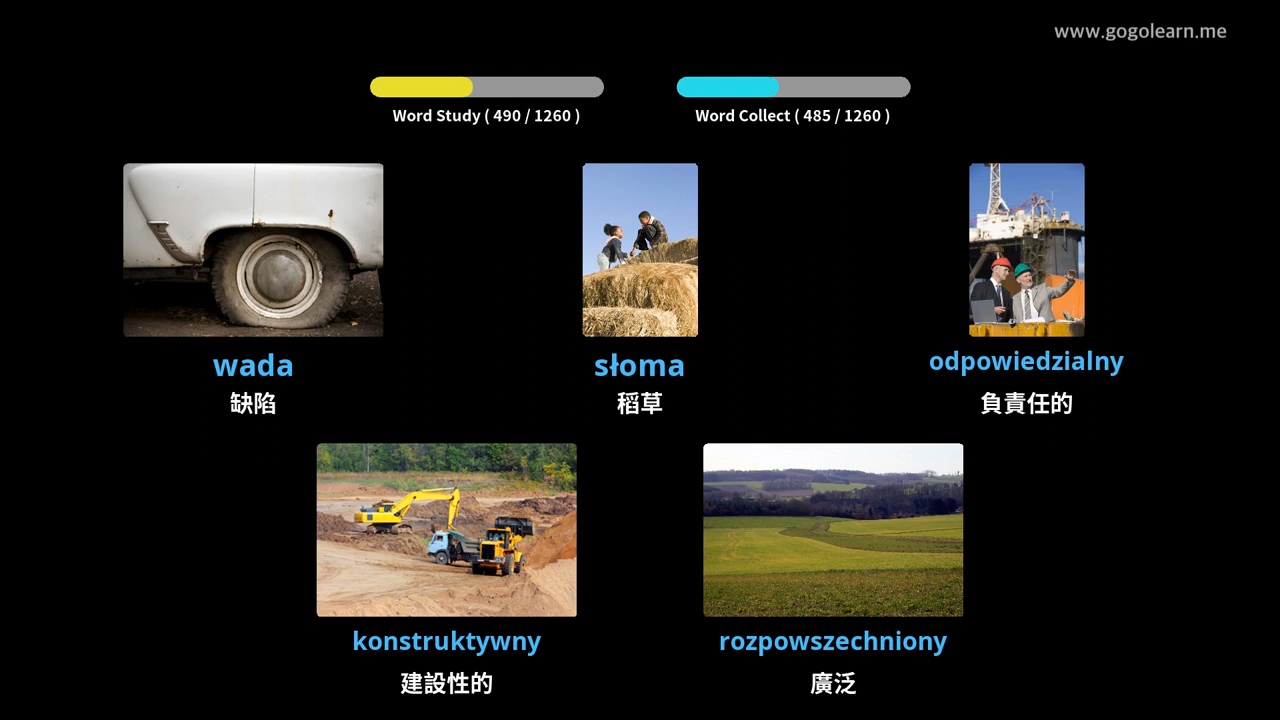 www.gogolearn.me
Word Study ( 490 / 1260 )
Word Collect ( 485 / 1260 )
wada
缺陷
słoma
稻草
odpowiedzialny
負責任的
konstruktywny
建設性的
rozpowszechniony
廣泛